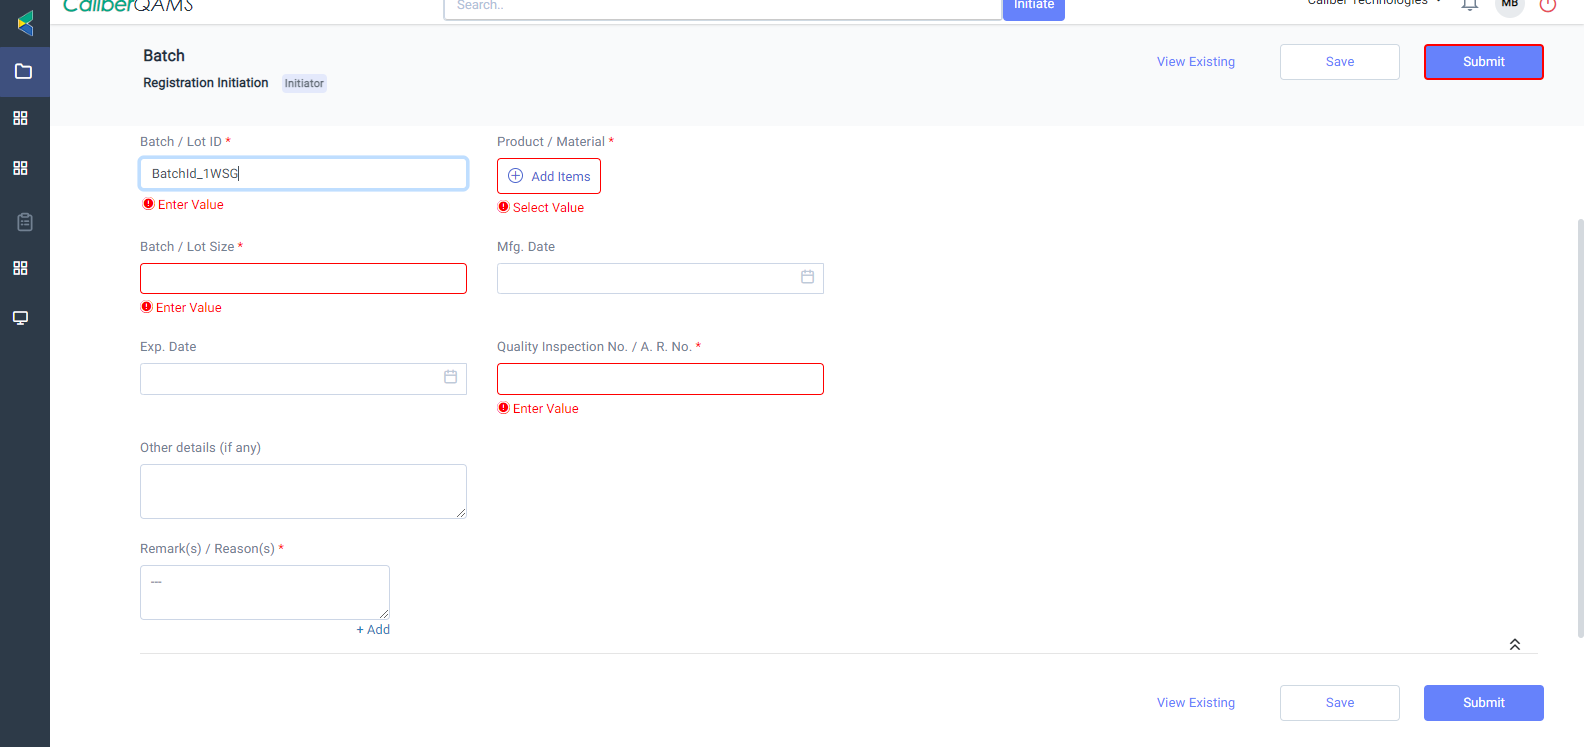 CaliberQAMS
Search..
Initiate
Caliber Technologies
MB
Batch
Registration Initiation
Initiator
View Existing
Save
Submit
Batch / Lot ID *
Product / Material *
BatchId_1WSG
Add Items
Enter Value
Select Value
Batch / Lot Size *
Mfg. Date
Enter Value
Exp. Date
Quality Inspection No. / A. R. No. *
Enter Value
Other details (if any)
Remark(s) / Reason(s) *
---
+ Add
View Existing
Save
Submit